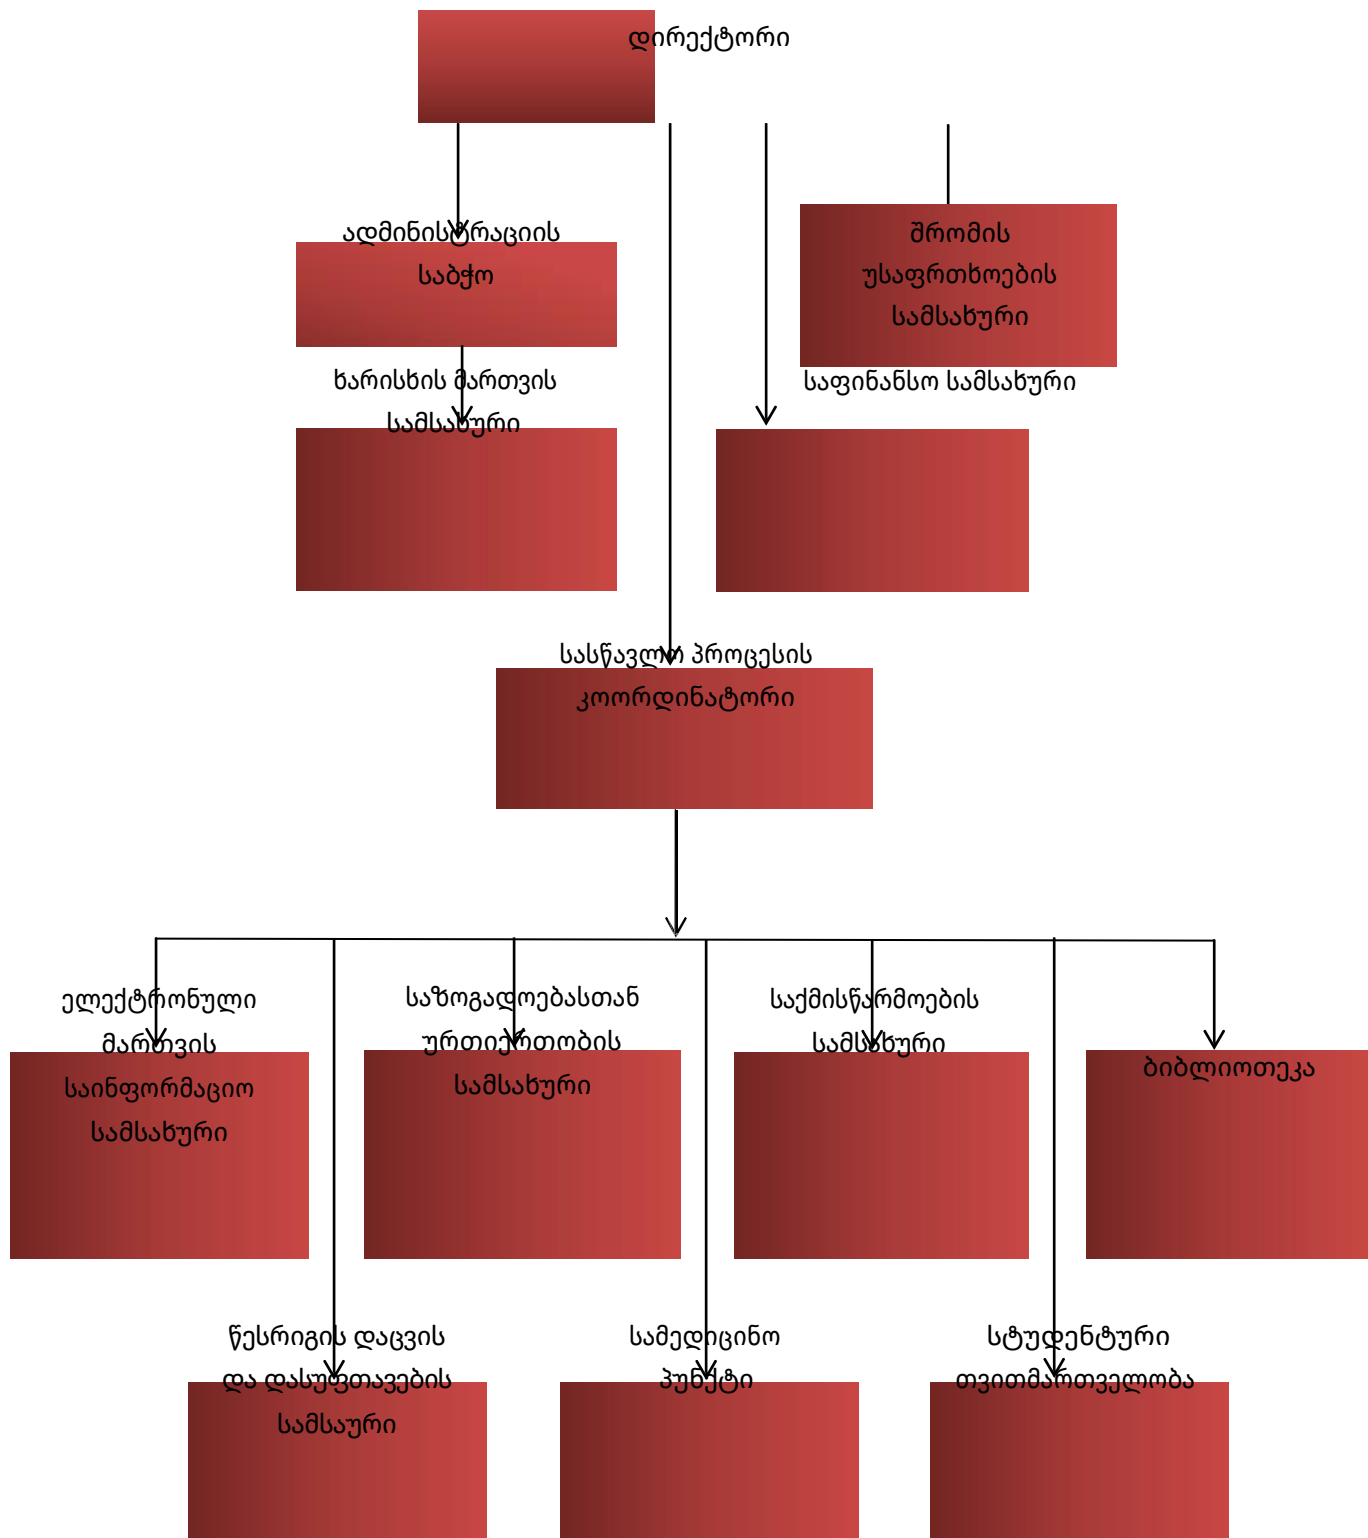 დირექტორი
ადმინისტრაციის
საბჭო
შრომის
უსაფრთხოების
სამსახური
ხარისხის მართვის
სამსახური
საფინანსო სამსახური
სასწავლო პროცესის
კოორდინატორი
ელექტრონული
მართვის
საინფორმაციო
სამსახური
საზოგადოებასთან
ურთიერთობის
სამსახური
საქმისწარმოების
სამსახური
ბიბლიოთეკა
წესრიგის დაცვის
და დასუფთავების
სამსაური
სამედიცინო
პუნქტი
სტუდენტური
თვითმართველობა